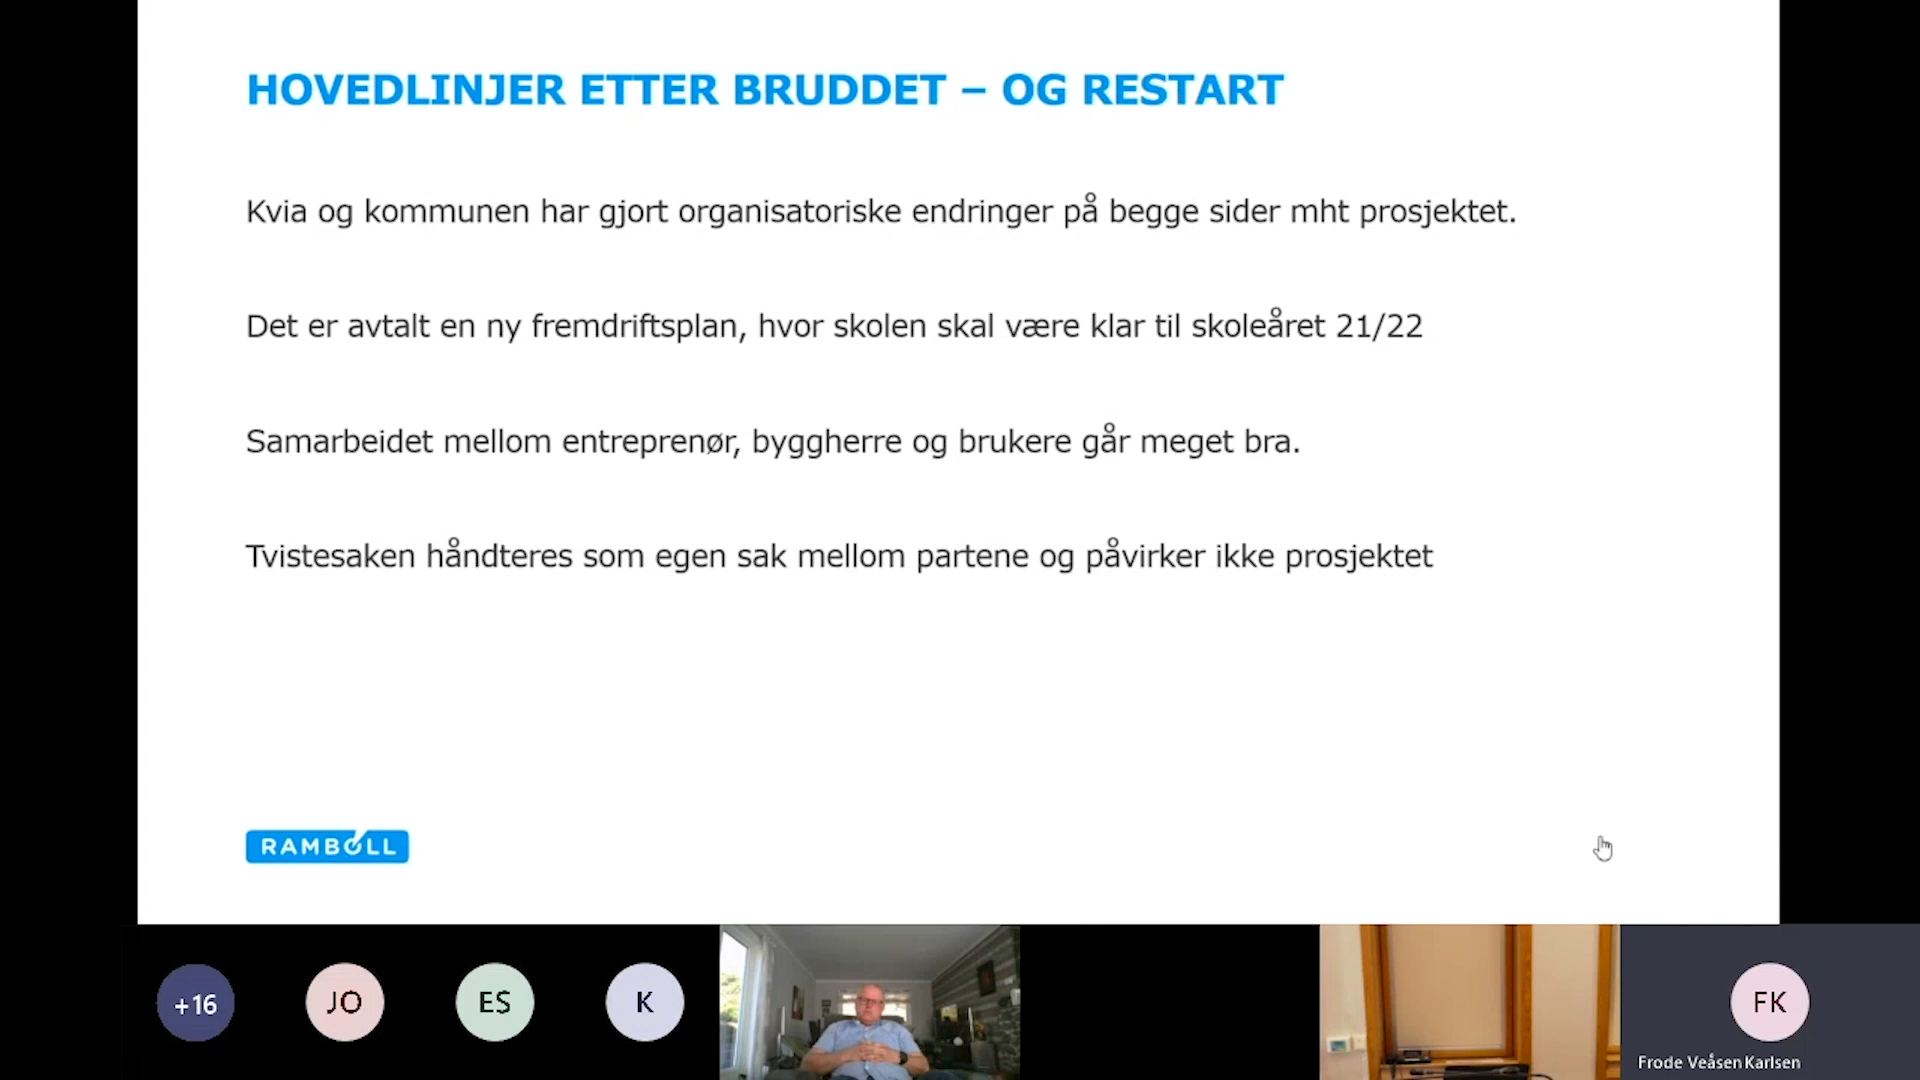 HOVEDLINJER ETTER BRUDDET – OG RESTART
Kvia og kommunen har gjort organisatoriske endringer på begge sider mht prosjektet.
Det er avtalt en ny fremdriftsplan, hvor skolen skal være klar til skoleåret 21/22
Samarbeidet mellom entreprenør, byggherre og brukere går meget bra.
Tvistesaken håndteres som egen sak mellom partene og påvirker ikke prosjektet
RAMBOLL
+16
JO
ES
K
FK
Frode Veåsen Karlsen